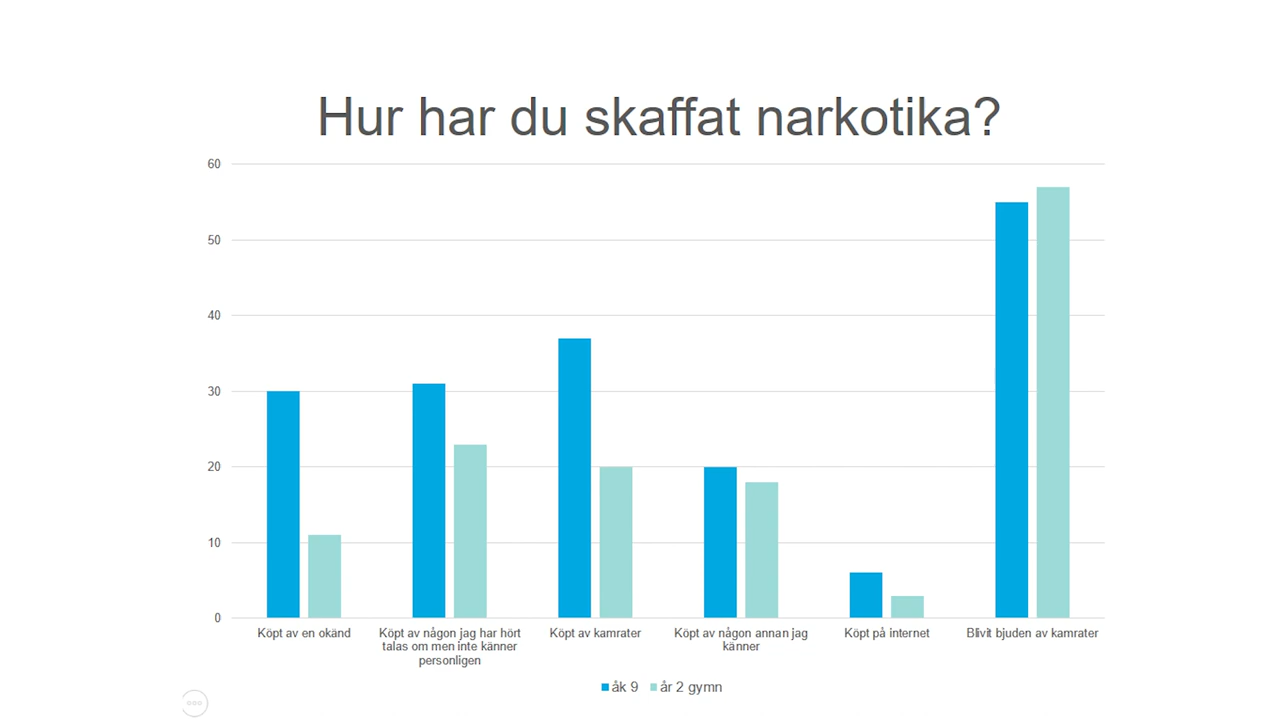 Hur har du skaffat narkotika?
60
50
40
30
20
10
0
Köpt av en okänd
Köpt av någon jag har hört
talas om men inte känner
personligen
Köpt av kamrater
Köpt av någon annan jag
känner
Köpt på internet
Blivit bjuden av kamrater
åk 9 år 2 gymn